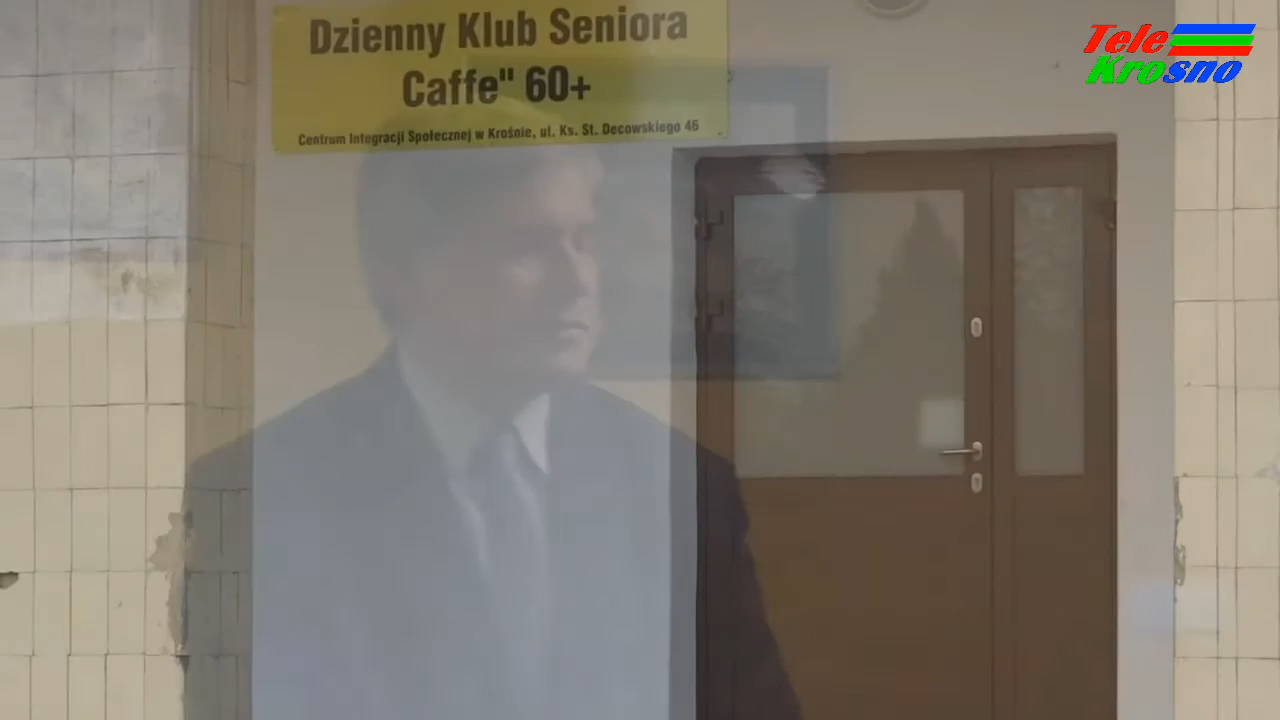 Dzienny Klub Seniora
Caffe" 60+
Centrum Integracji Społecznej w Krośnie, ul. Ks. St. Decowskiego 46
Tele
Krosno